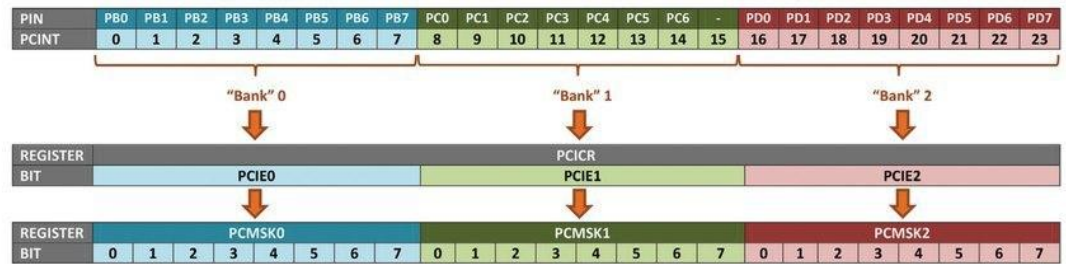 PIN PB0 PB1 PB2 PB3 PB4 PB5 PB6 PB7 PC0 PC1 PC2 PC3 PC4 PC5 PC6 - PD0 PD1 PD2 PD3 PD4 PD5 PD6 PD7
PCINT 0 1 2 3 4 5 6 7 8 9 10 11 12 13 14 15 16 17 18 19 20 21 22 23
“Bank” 0 “Bank” 1 “Bank” 2
REGISTER PCICR
BIT PCIE0 PCIE1 PCIE2
REGISTER PCMSK0 PCMSK1 PCMSK2
BIT 0 1 2 3 4 5 6 7 0 1 2 3 4 5 6 7 0 1 2 3 4 5 6 7